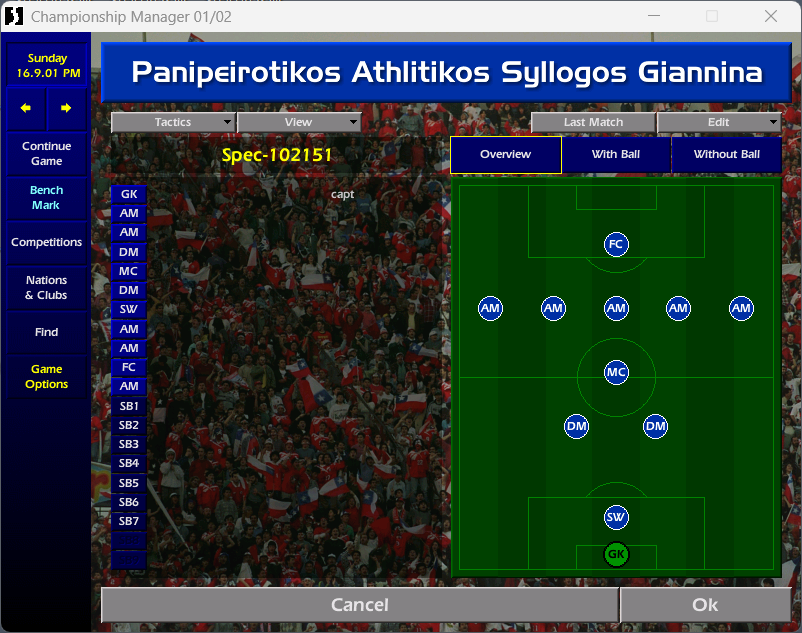 Championship Manager 01/02
Sunday
16.9.01 PM
Continue
Game
Bench
Mark
Competitions
Nations
& Clubs
Find
Game
Options
Panipeirotikos Athlitikos Syllogos Giannina
Tactics
View
Last Match
Edit
Spec-102151
Overview
With Ball
Without Ball
GK
capt
AM
AM
DM
MC
DM
SW
AM
AM
FC
AM
SB1
SB2
SB3
SB4
SB5
SB6
SB7
FC
AM AM AM AM AM
MC
DM DM
SW
GK
Cancel
Ok